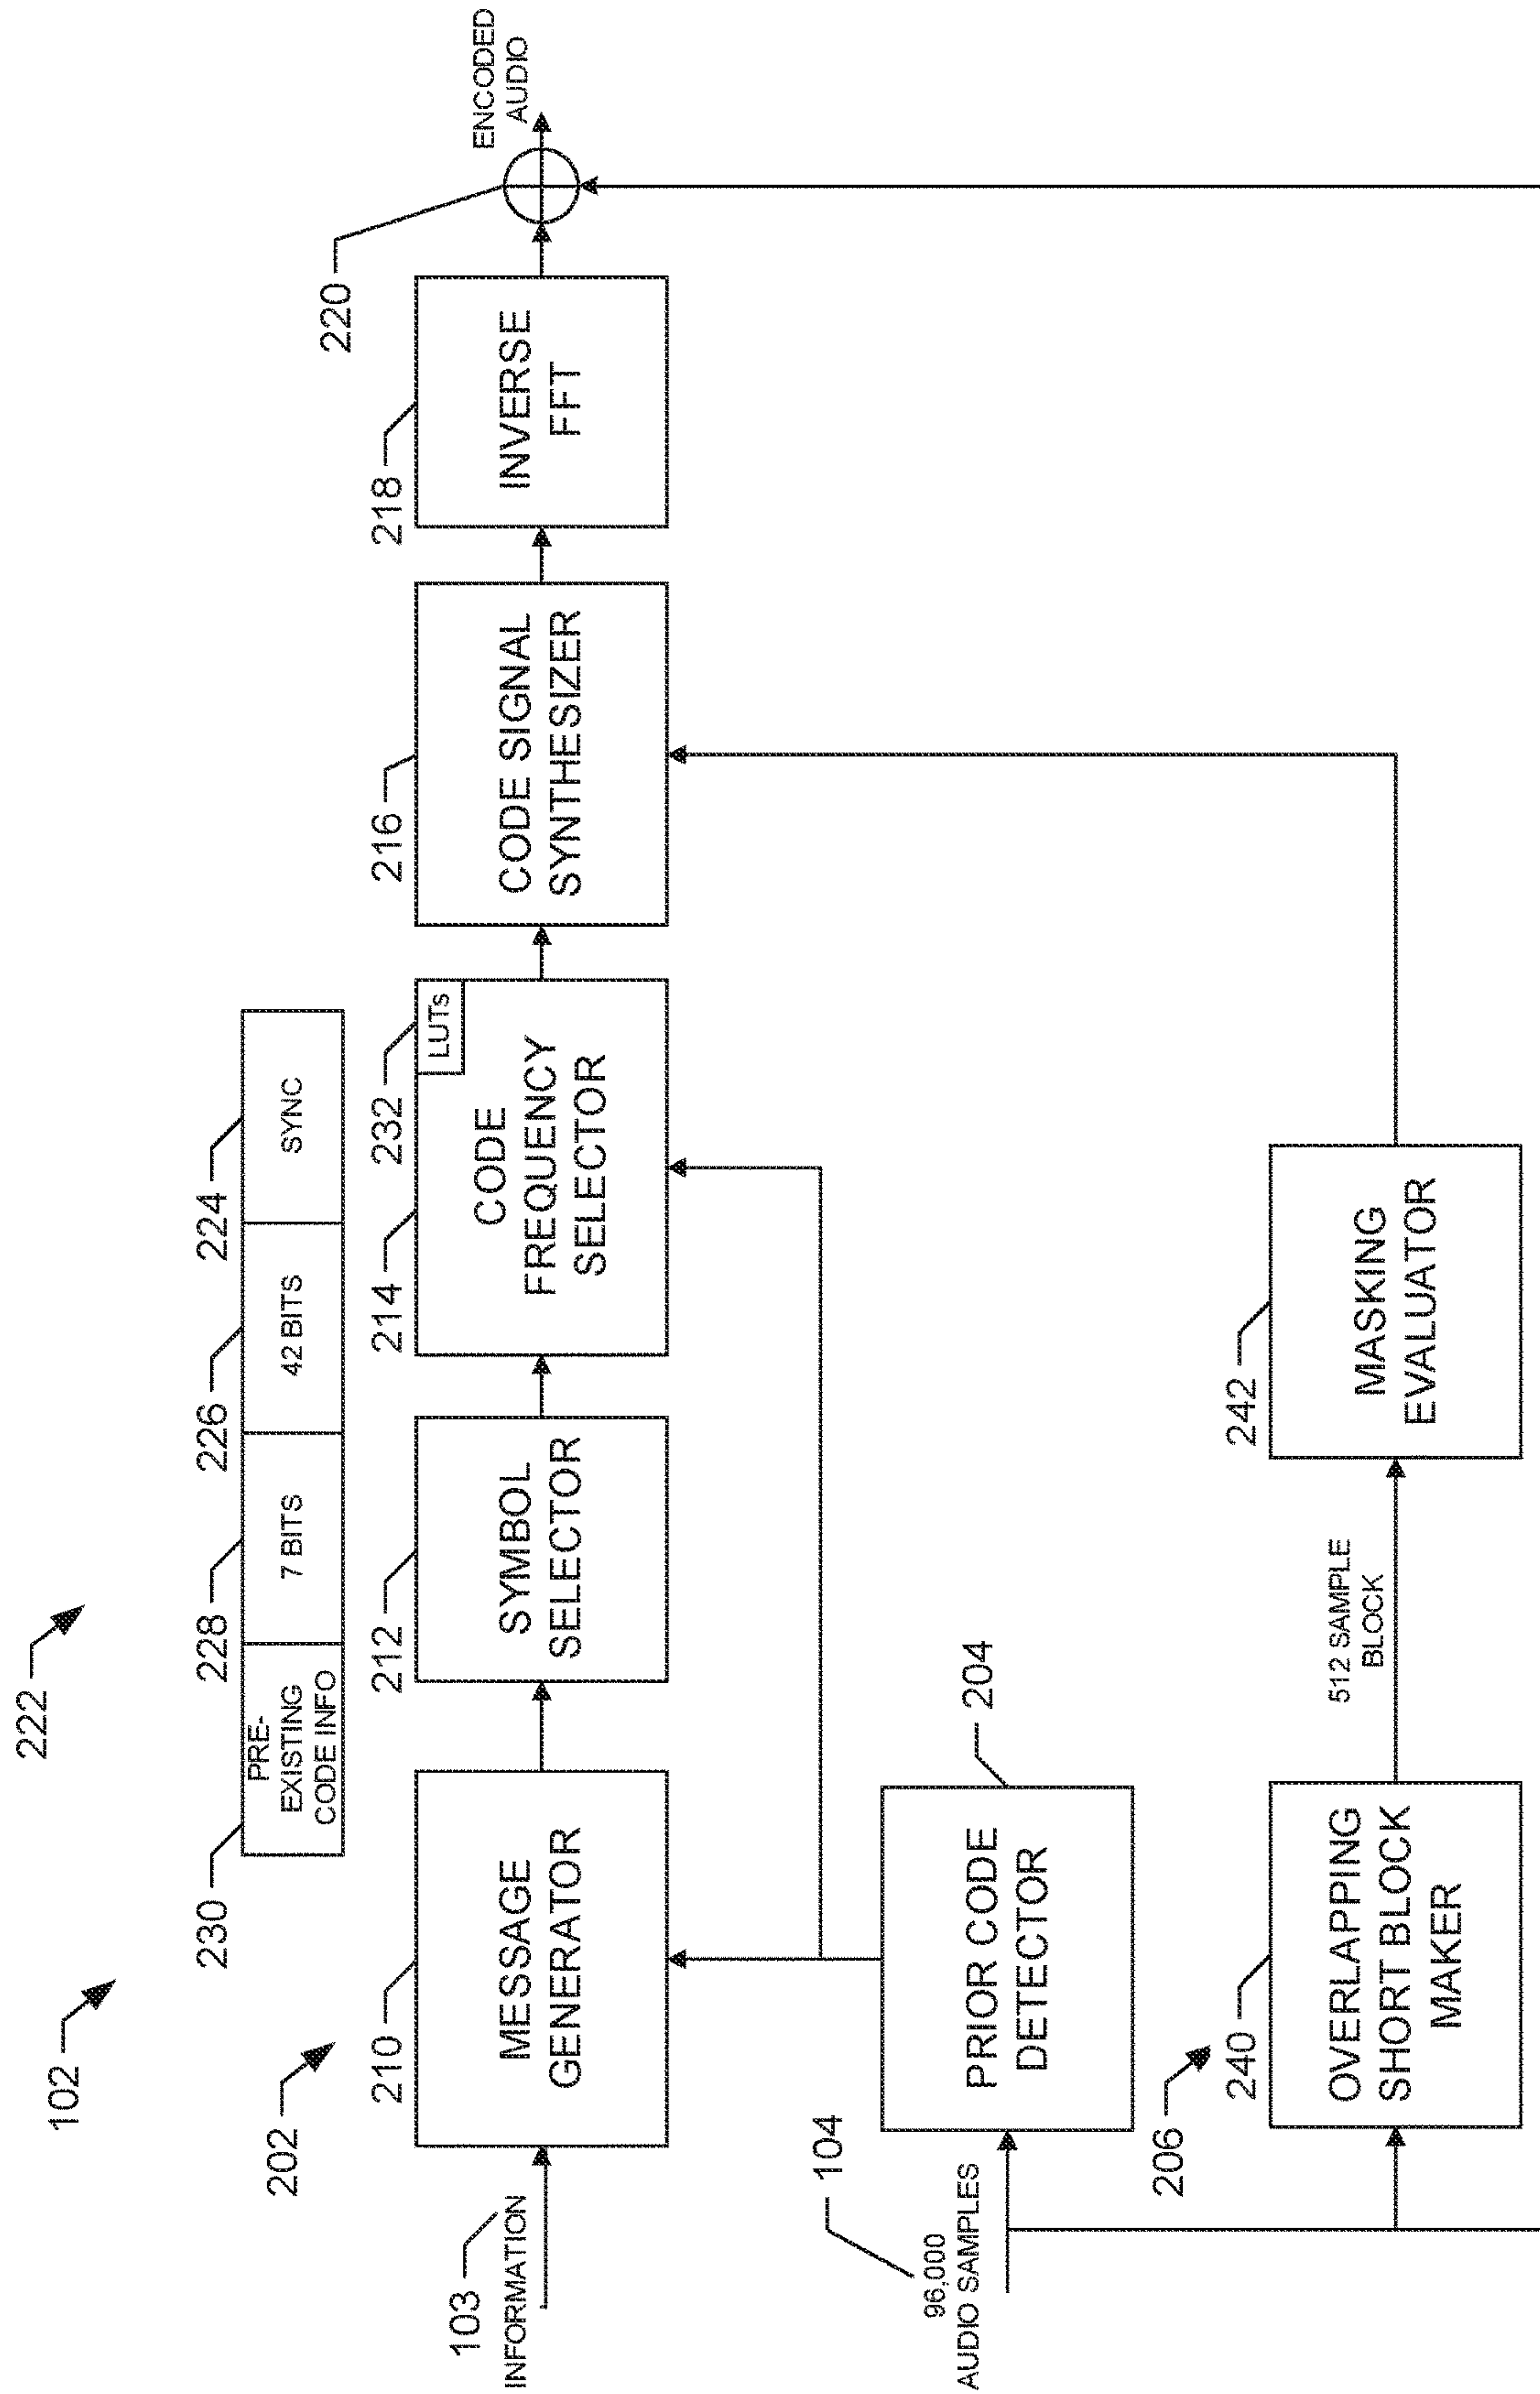 102
222
230
228
226
224
PRE-
EXISTING
CODE INFO
7 BITS
42 BITS
SYNC
202
210
212
214
232
216
218
220
103
INFORMATION
MESSAGE
GENERATOR
SYMBOL
SELECTOR
CODE
FREQUENCY
SELECTOR
LUTs
CODE SIGNAL
SYNTHESIZER
INVERSE
FFT
ENCODED
AUDIO
104
96,000
AUDIO SAMPLES
PRIOR CODE
DETECTOR
204
206
240
OVERLAPPING
SHORT BLOCK
MAKER
512 SAMPLE
BLOCK
242
MASKING
EVALUATOR